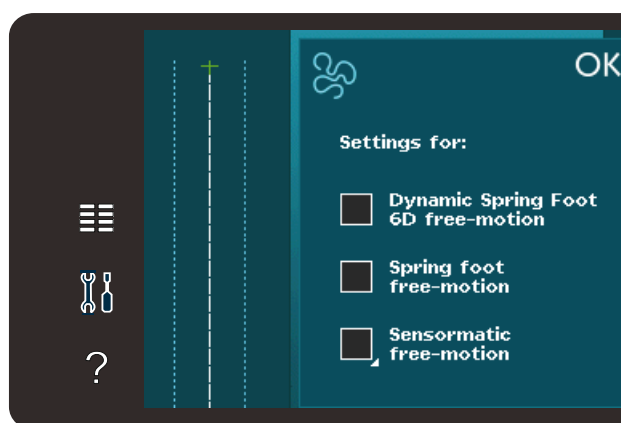 OK
Settings for:
Dynamic Spring Foot
6D free-motion
Spring foot
free-motion
Sensormatic
free-motion
?